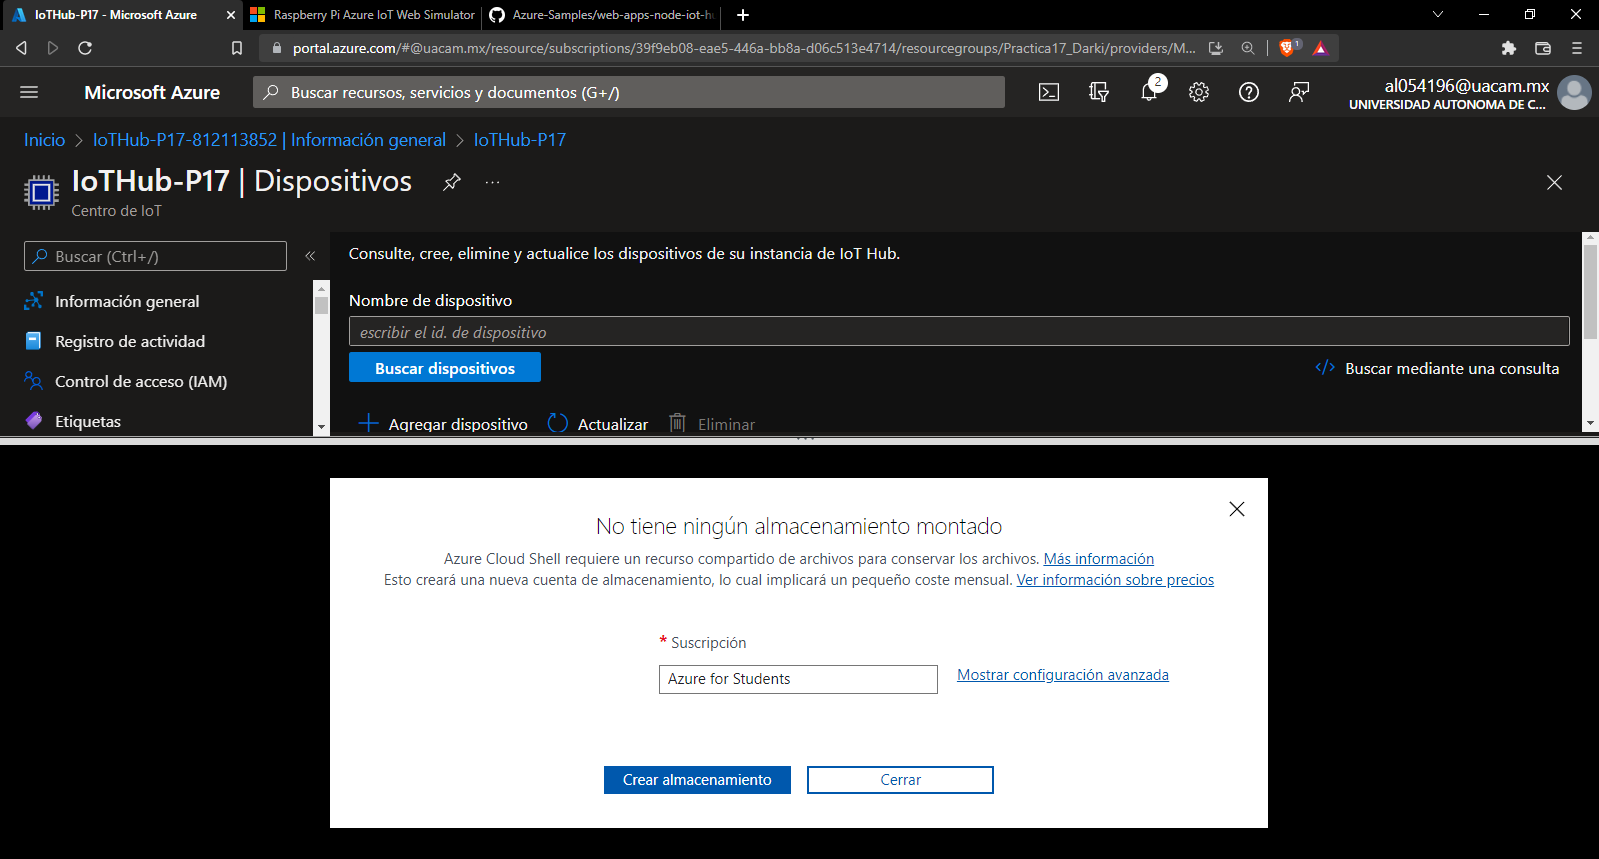 IoTHub-P17 - Microsoft Azure
Raspberry Pi Azure IoT Web Simulator
Azure-Samples/web-apps-node-iot-hu
portal.azure.com/#@uacam.mx/resource/subscriptions/39f9eb08-eae5-446a-bb8a-d06c513e4714/resourcegroups/Practica17_Darki/providers/M...
1
Microsoft Azure
Buscar recursos, servicios y documentos (G+/)
2
al054196@uacam.mx
UNIVERSIDAD AUTONOMA DE C...
Inicio > IoTHub-P17-812113852 | Información general > IoTHub-P17
IoTHub-P17 | Dispositivos
...
Centro de IoT
Buscar (Ctrl+/)
«
Información general
Registro de actividad
Control de acceso (IAM)
Etiquetas
Consulte, cree, elimine y actualice los dispositivos de su instancia de IoT Hub.
Nombre de dispositivo
escribir el id. de dispositivo
Buscar dispositivos
</> Buscar mediante una consulta
Agregar dispositivo
Actualizar
Eliminar
No tiene ningún almacenamiento montado
Azure Cloud Shell requiere un recurso compartido de archivos para conservar los archivos. Más información
Esto creará una nueva cuenta de almacenamiento, lo cual implicará un pequeño coste mensual. Ver información sobre precios
* Suscripción
Azure for Students
Mostrar configuración avanzada
Crear almacenamiento
Cerrar